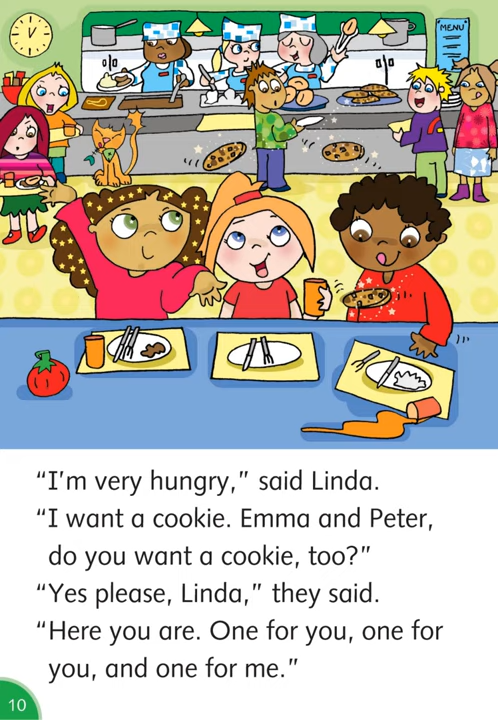 MENU
“I’m very hungry,” said Linda.
“I want a cookie. Emma and Peter,
do you want a cookie, too?”
“Yes please, Linda,” they said.
“Here you are. One for you, one for
you, and one for me.”
10